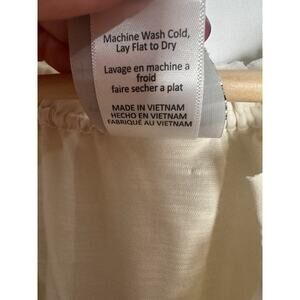 Machine Wash Cold,
Lay Flat to Dry
Lavage en machine a
froid
faire secher a plat
MADE IN VIETNAM
HECHO EN VIETNAM
FABRIQUÉ AU VIETNAM